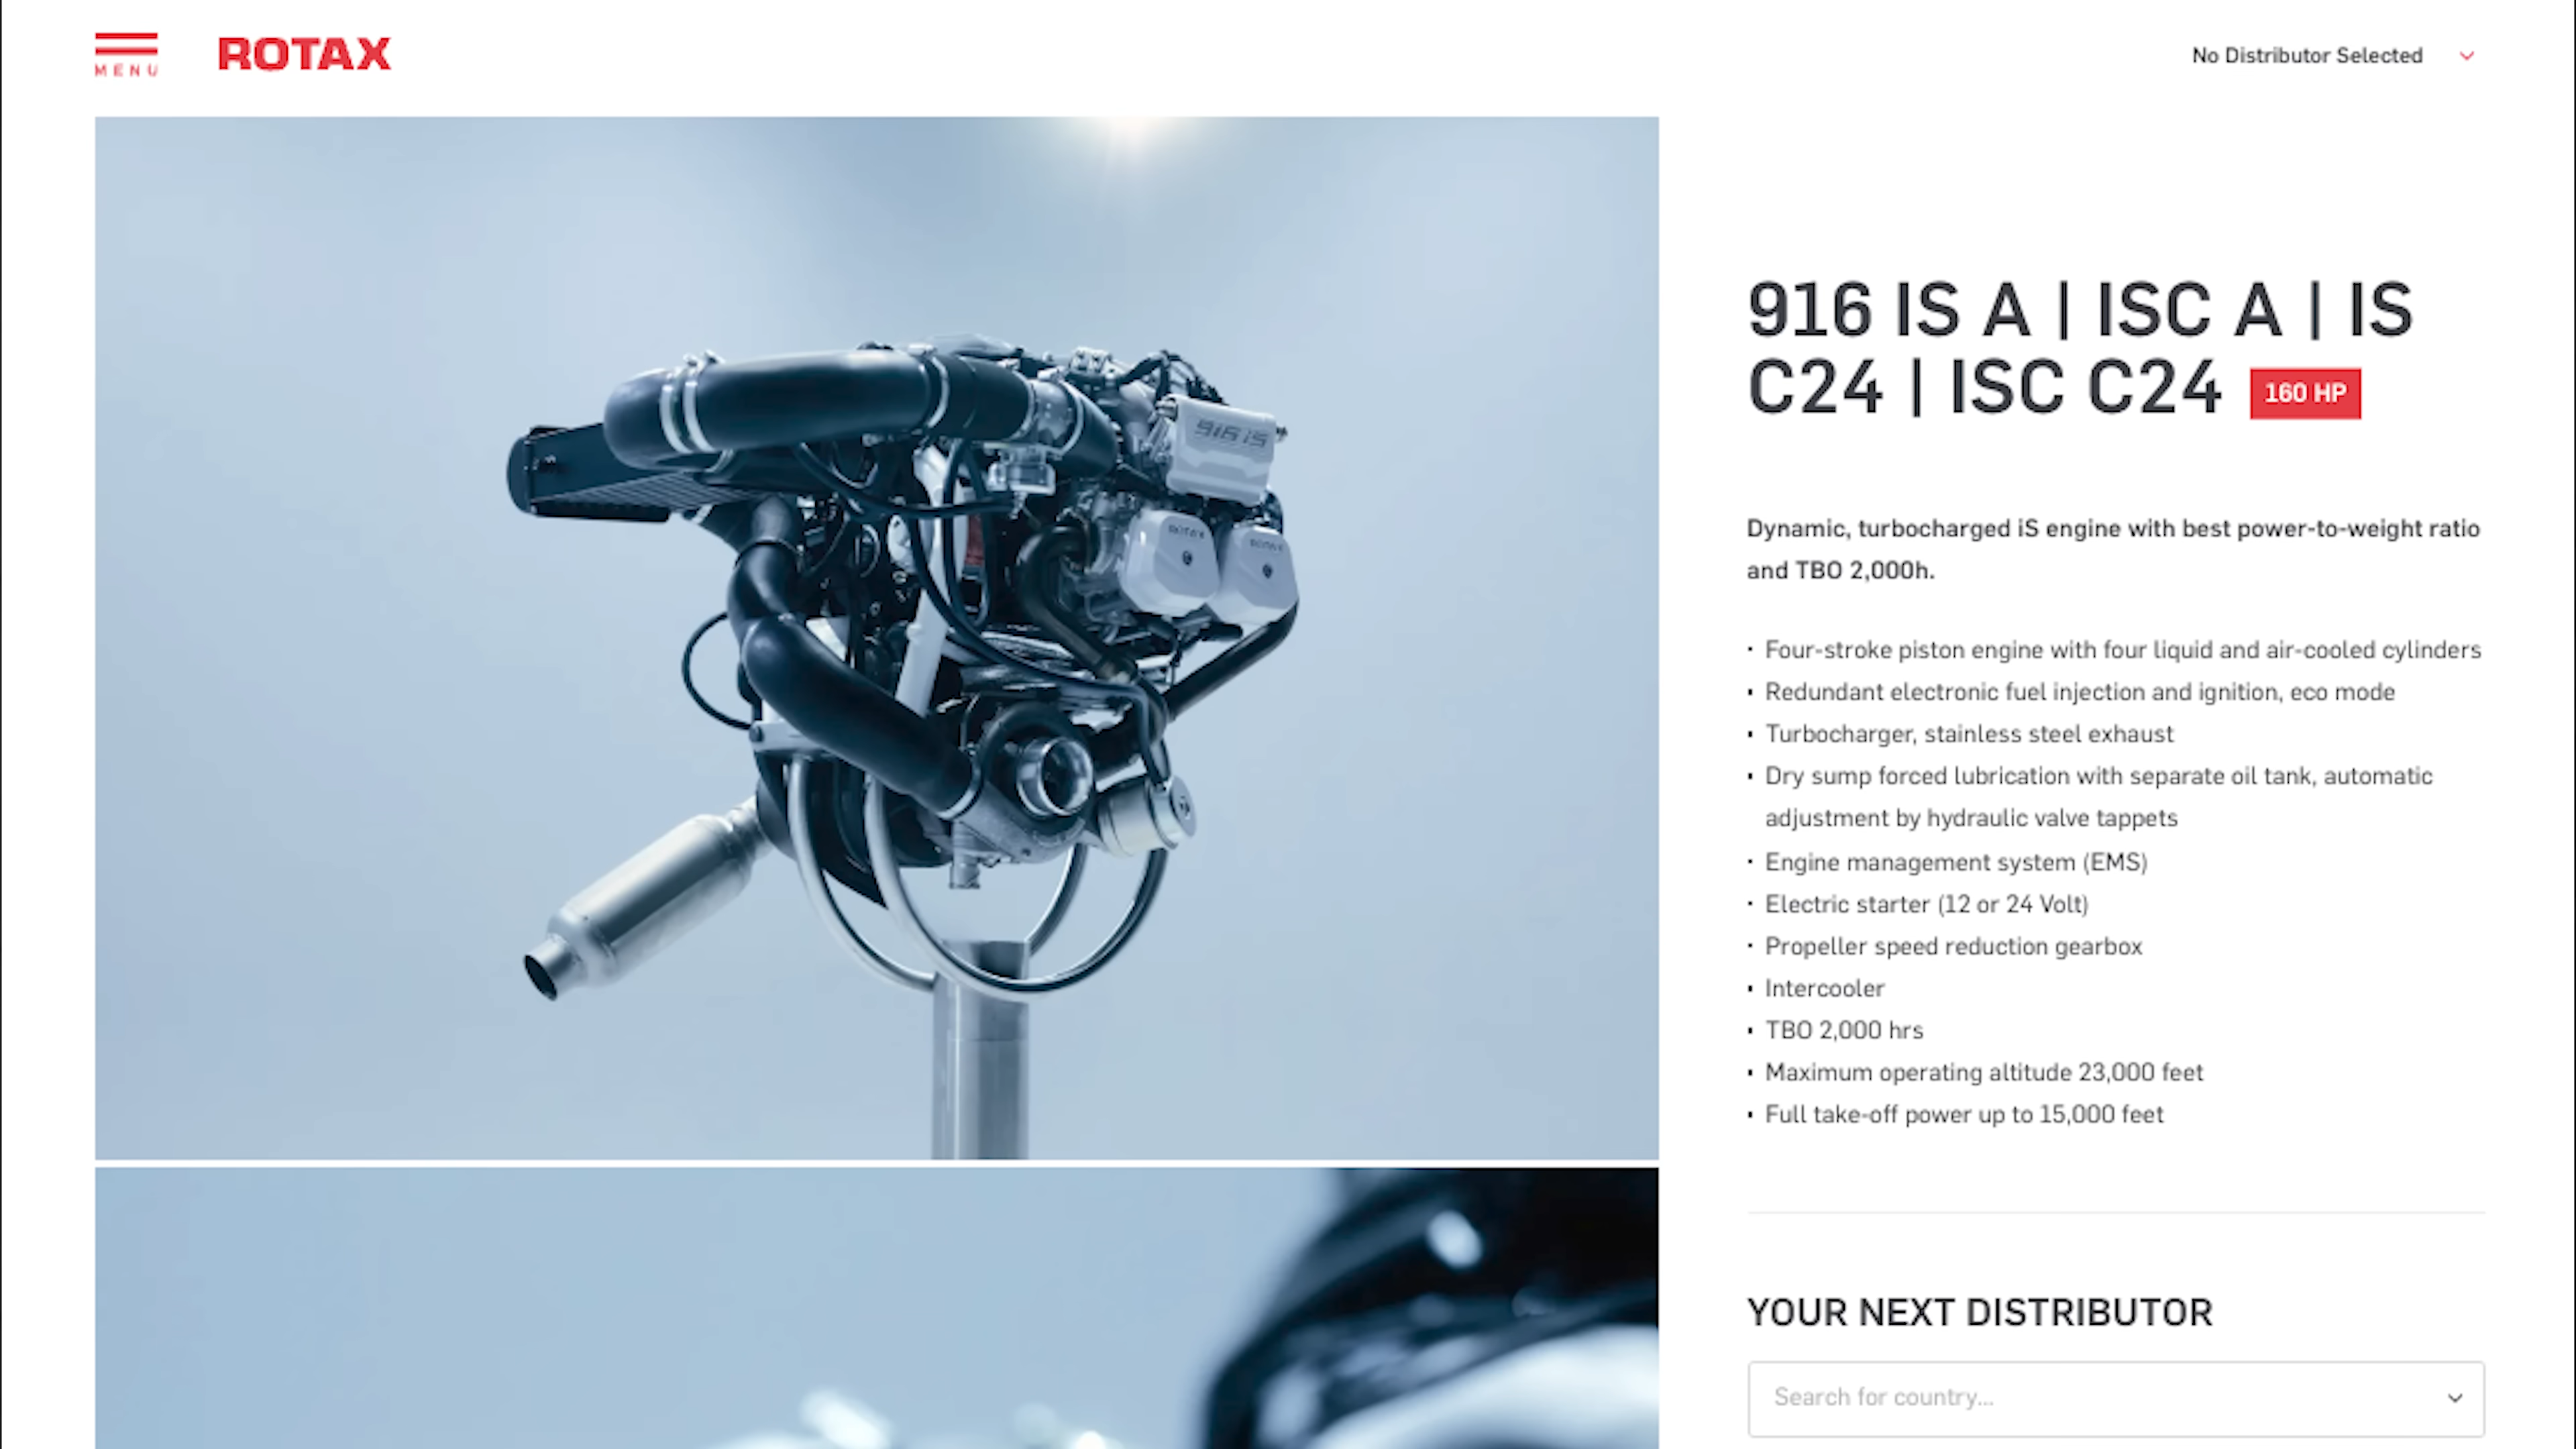 MENU
ROTAX
No Distributor Selected
916 IS A | ISC A | IS
C24 | ISC C24 160 HP
916 iS
ROTAX
ROTAX
Dynamic, turbocharged iS engine with best power-to-weight ratio
and TBO 2,000h.
· Four-stroke piston engine with four liquid and air-cooled cylinders
· Redundant electronic fuel injection and ignition, eco mode
· Turbocharger, stainless steel exhaust
· Dry sump forced lubrication with separate oil tank, automatic
adjustment by hydraulic valve tappets
· Engine management system (EMS)
· Electric starter (12 or 24 Volt)
· Propeller speed reduction gearbox
· Intercooler
· TBO 2,000 hrs
· Maximum operating altitude 23,000 feet
· Full take-off power up to 15,000 feet
YOUR NEXT DISTRIBUTOR
Search for country...